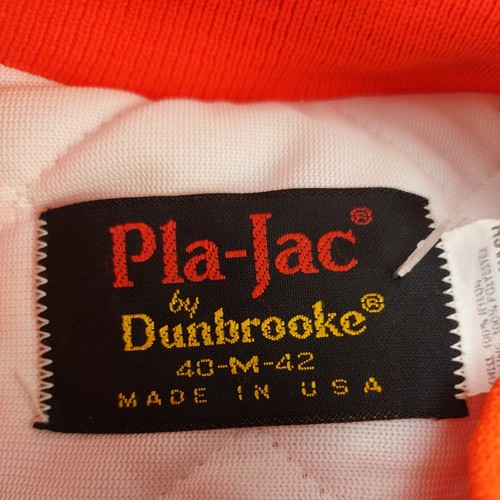 Pla-Jac®
by
Dunbrooke®
40-M-42
MADE IN USA